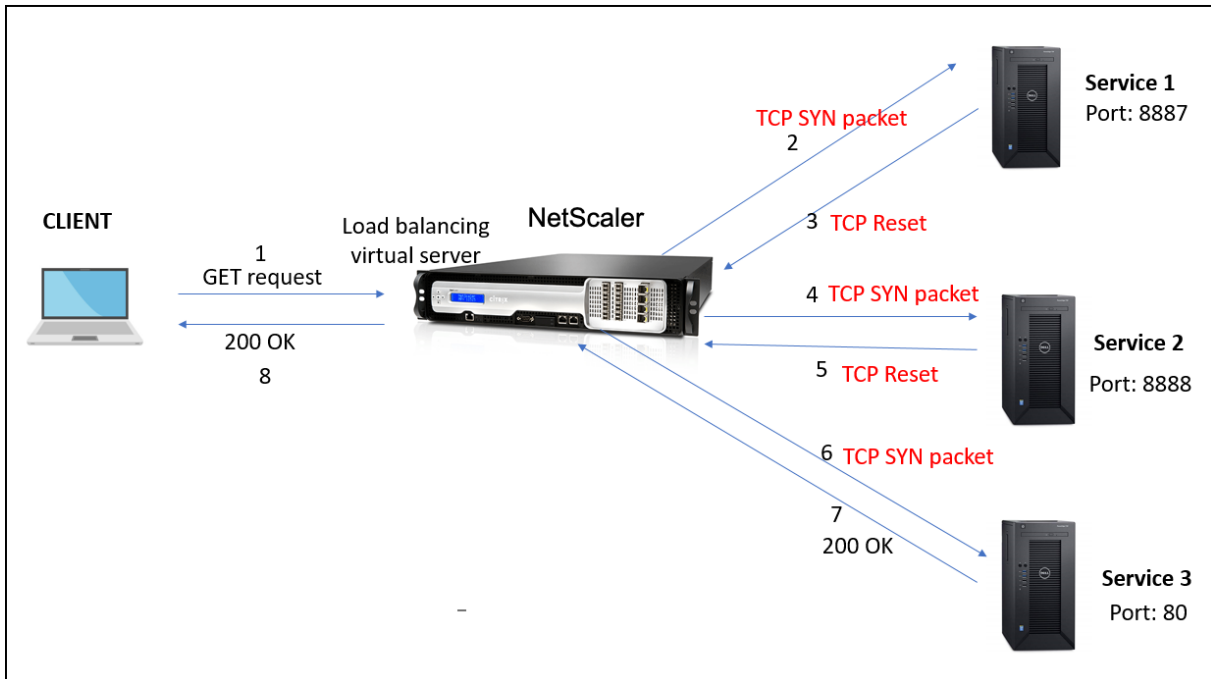 Service 1
Port: 8887
TCP SYN packet
2
3 TCP Reset
NetScaler
Load balancing
virtual server
CLIENT
1
GET request
200 OK
8
4 TCP SYN packet
5 TCP Reset
Service 2
Port: 8888
6 TCP SYN packet
7
200 OK
Service 3
Port: 80